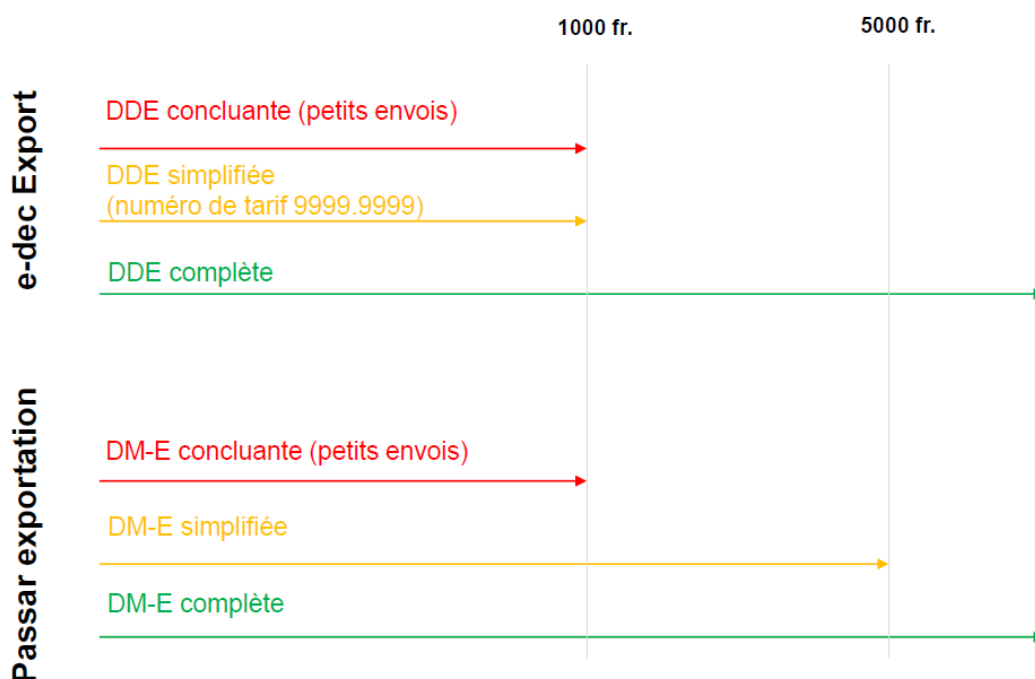 1000 fr.
5000 fr.
e-dec Export
DDE concluante (petits envois)
DDE simplifiée
(numéro de tarif 9999.9999)
DDE complète
Passar exportation
DM-E concluante (petits envois)
DM-E simplifiée
DM-E complète